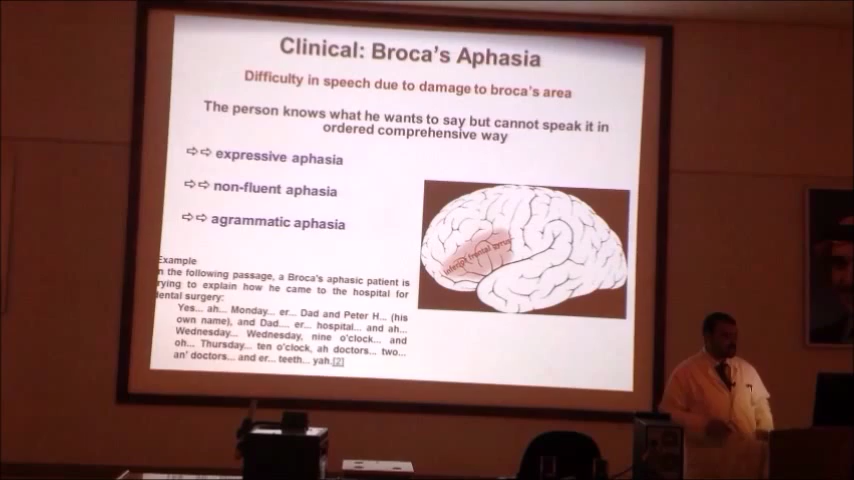 Clinical: Broca's Aphasia
Difficulty in speech due to damage to broca's area
The person knows what he wants to say but cannot speak it in
ordered comprehensive way
⇨⇨ expressive aphasia
⇨⇨ non-fluent aphasia
⇨⇨ agrammatic aphasia
inferior frontal gyrus
Example
n the following passage, a Broca's aphasic patient is
rying to explain how he came to the hospital for
dental surgery:
Yes... ah... Monday... er... Dad and Peter H... (his
own name), and Dad.... er... hospital... and ah...
Wednesday... Wednesday, nine o'clock... and
oh... Thursday... ten o'clock, ah doctors... two...
an' doctors... and er... teeth... yah.[2]